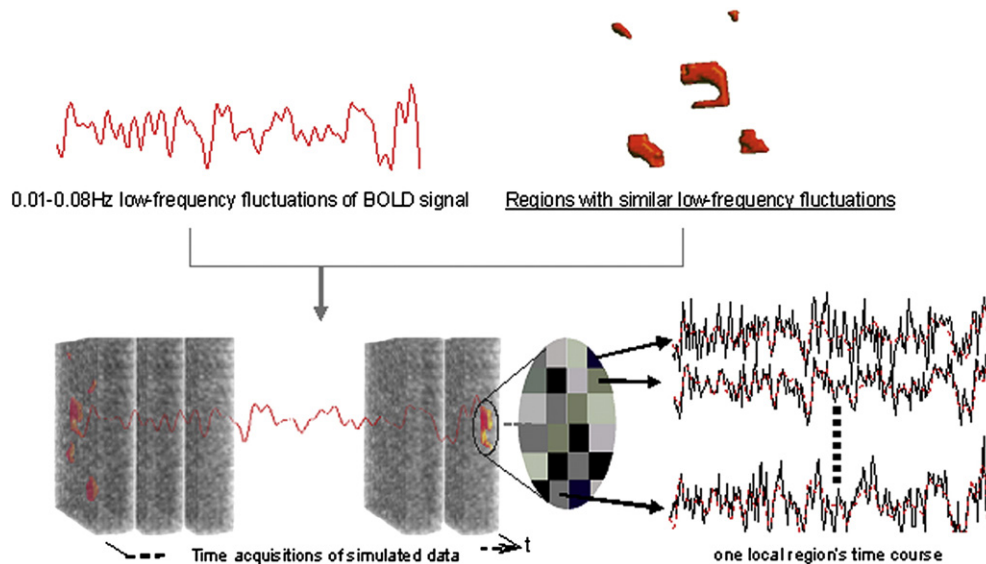 0.01-0.08Hz low-frequency fluctuations of BOLD signal
Regions with similar low-frequency fluctuations
Time acquisitions of simulated data
t
one local region's time course